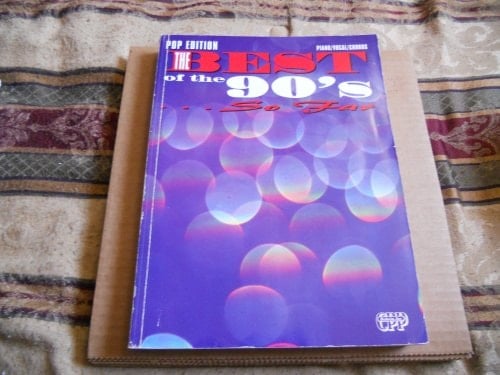 POP EDITION
PIANO/VOCAL/CHORDS
THE BEST
of the 90's
...So Far
CPP